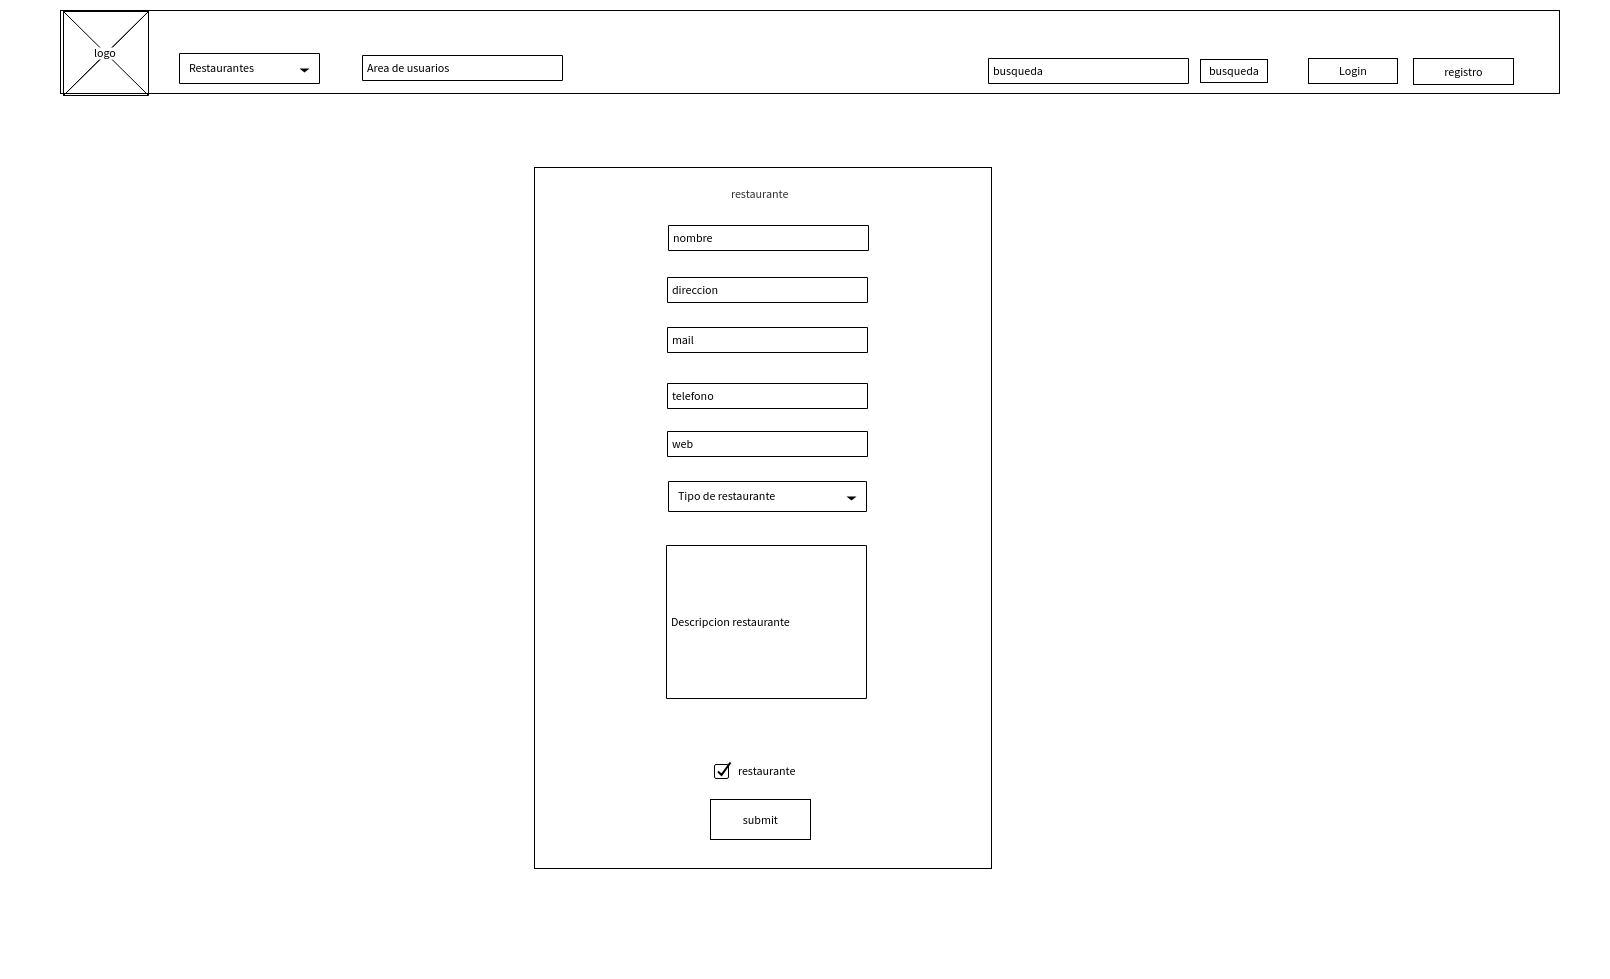 logo
Restaurantes
Area de usuarios
busqueda
busqueda
Login
registro
restaurante
nombre
direccion
mail
telefono
web
Tipo de restaurante
Descripcion restaurante
restaurante
submit